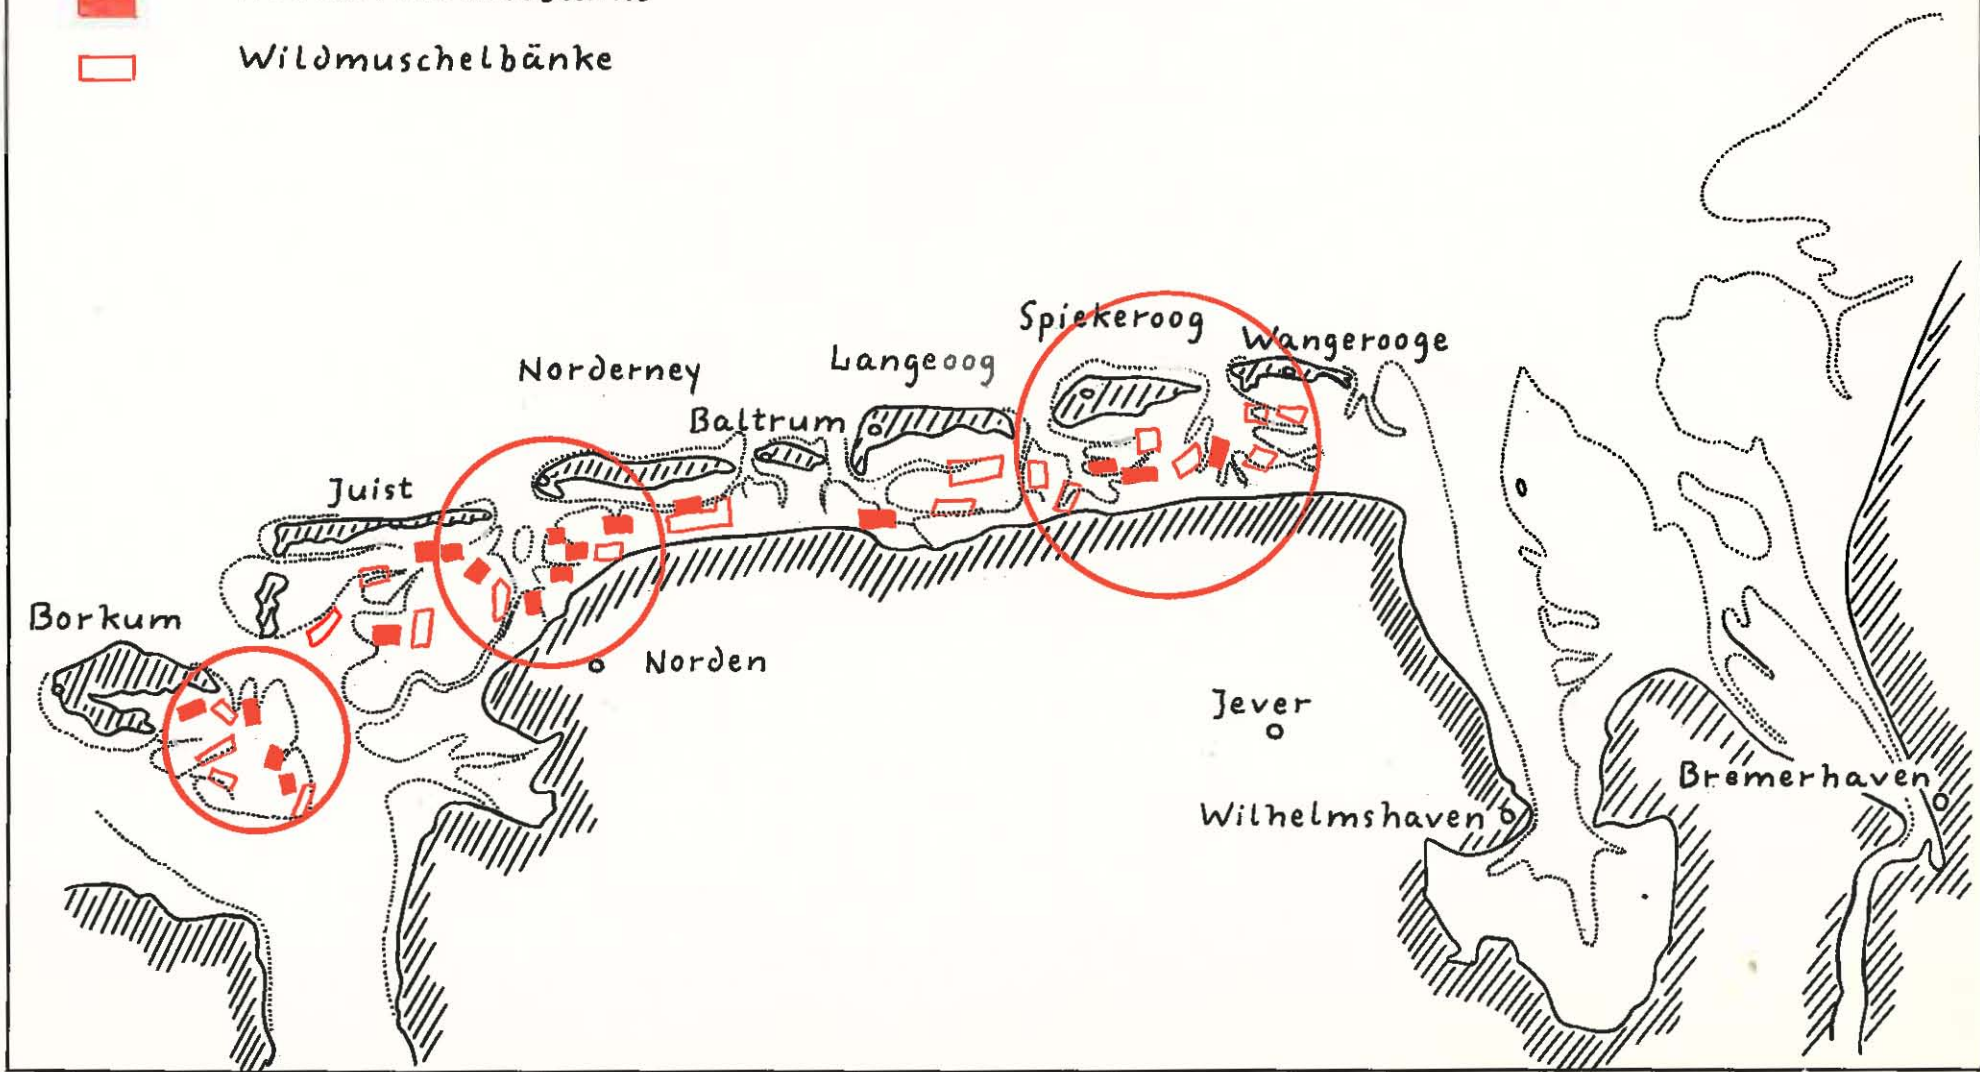 Wildmuschelbänke
Spiekeroog
Wangerooge
Langeoog
Norderney
Baltrum
Juist
Borkum
Norden
Jever
Bremerhaven
Wilhelmshaven